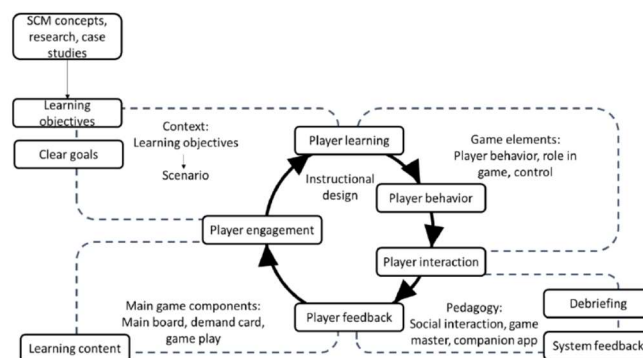 SCM concepts,
research, case
studies
Learning
objectives
Clear goals
Context:
Learning objectives
Scenario
Player learning
Instructional
design
Game elements:
Player behavior, role in
game, control
Player behavior
Player engagement
Player interaction
Main game components:
Main board, demand card,
game play
Player feedback
Pedagogy:
Social interaction, game
master, companion app
Debriefing
Learning content
System feedback